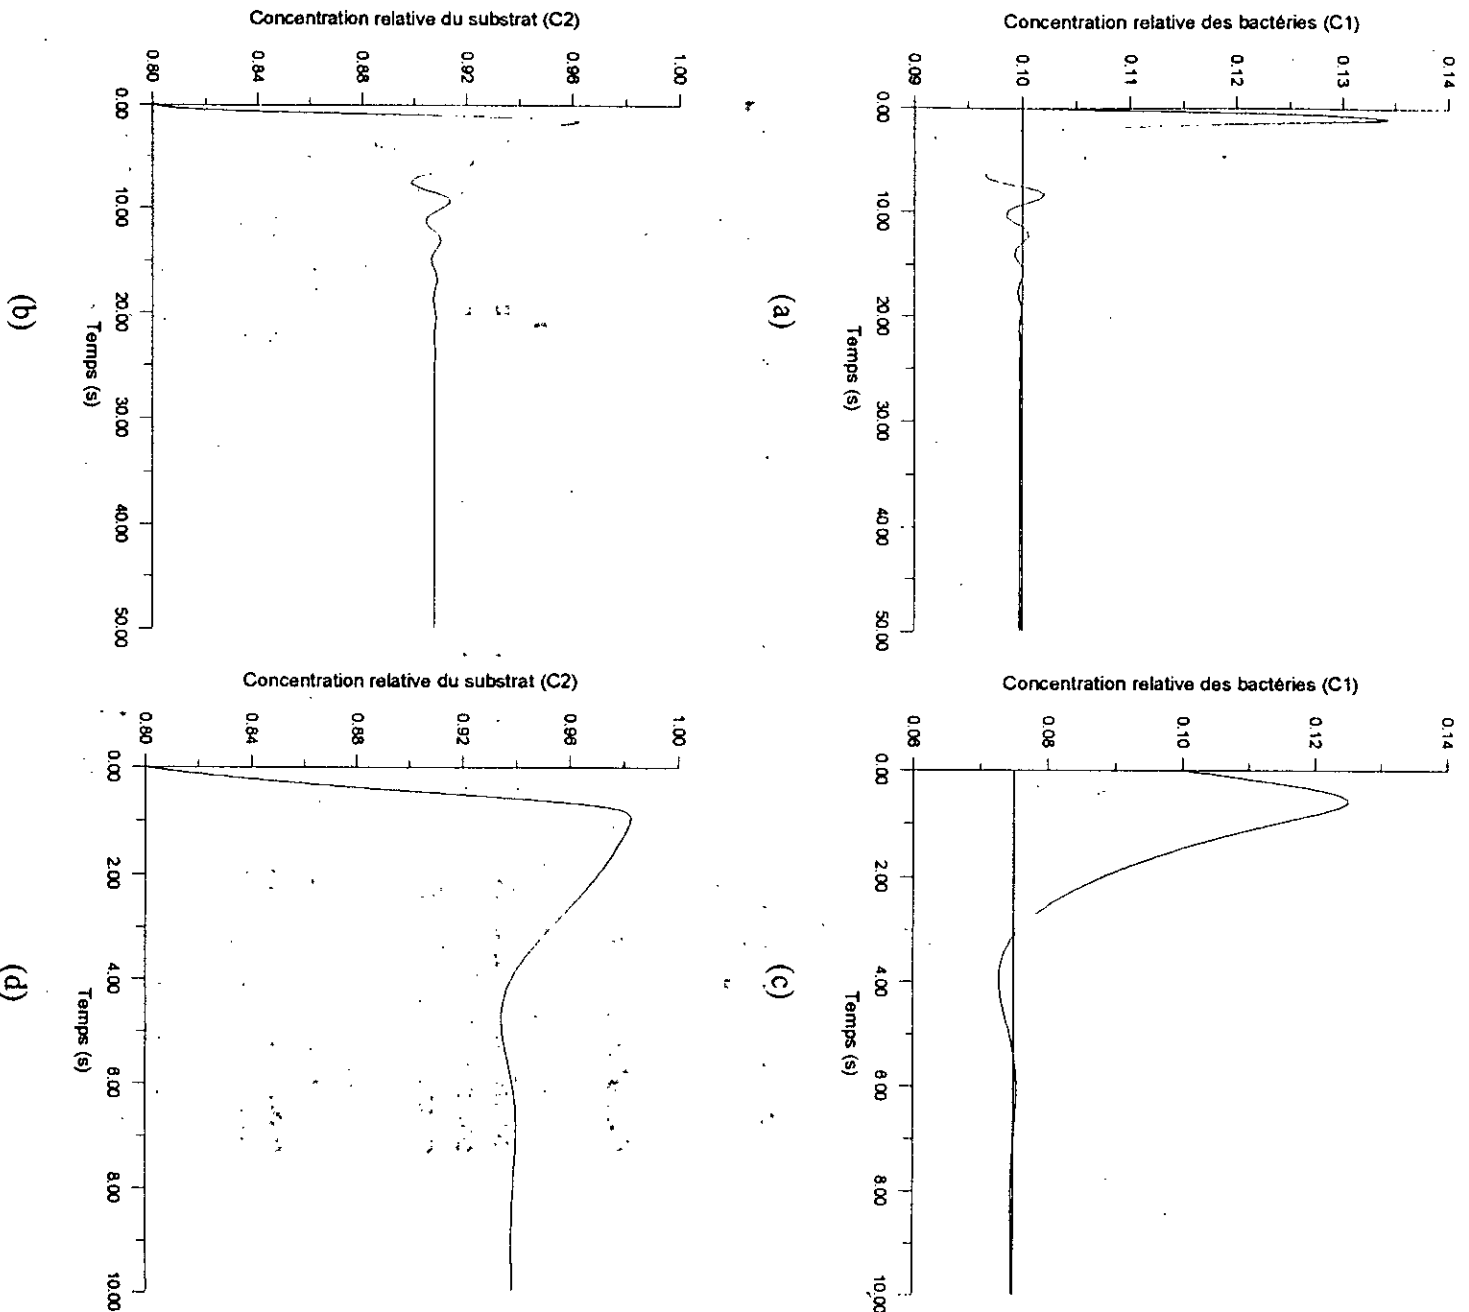 Concentration relative des bactéries (C1)
0.14
0.13
0.12
0.11
0.10
0.09
0.00 10.00 20.00 30.00 40.00 50.00
Temps (s)
(a)
Concentration relative des bactéries (C1)
0.14
0.12
0.10
0.08
0.06
0.00 2.00 4.00 6.00 8.00 10.00
Temps (s)
(c)
Concentration relative du substrat (C2)
1.00
0.96
0.92
0.88
0.84
0.80
0.00 10.00 20.00 30.00 40.00 50.00
Temps (s)
(b)
Concentration relative du substrat (C2)
1.00
0.96
0.92
0.88
0.84
0.80
0.00 2.00 4.00 6.00 8.00 10.00
Temps (s)
(d)